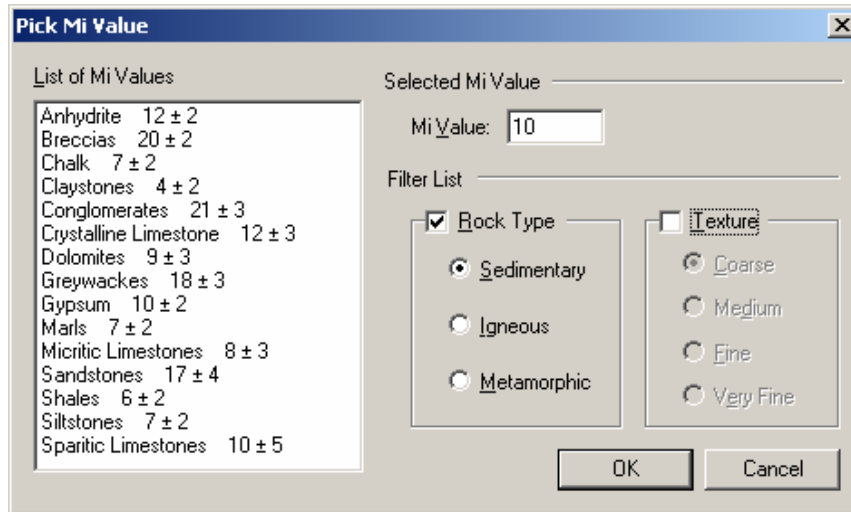 Pick Mi Value
List of Mi Values
Anhydrite 12 ± 2
Breccias 20 ± 2
Chalk 7 ± 2
Claystones 4 ± 2
Conglomerates 21 ± 3
Crystalline Limestone 12 ± 3
Dolomites 9 ± 3
Greywackes 18 ± 3
Gypsum 10 ± 2
Marls 7 ± 2
Micritic Limestones 8 ± 3
Sandstones 17 ± 4
Shales 6 ± 2
Siltstones 7 ± 2
Sparitic Limestones 10 ± 5
Selected Mi Value
Mi Value: 10
Filter List
Rock Type
Sedimentary
Igneous
Metamorphic
Texture
Coarse
Medium
Fine
Very Fine
OK
Cancel